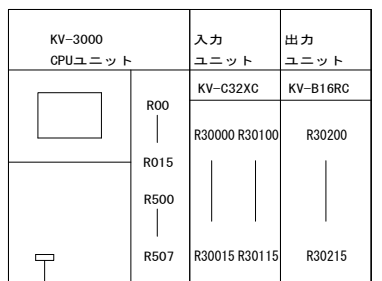 KV-3000
CPUユニット
入力
ユニット
出力
ユニット
KV-C32XC
KV-B16RC
R00
R015
R500
R507
R30000 R30100
R30015 R30115
R30200
R30215